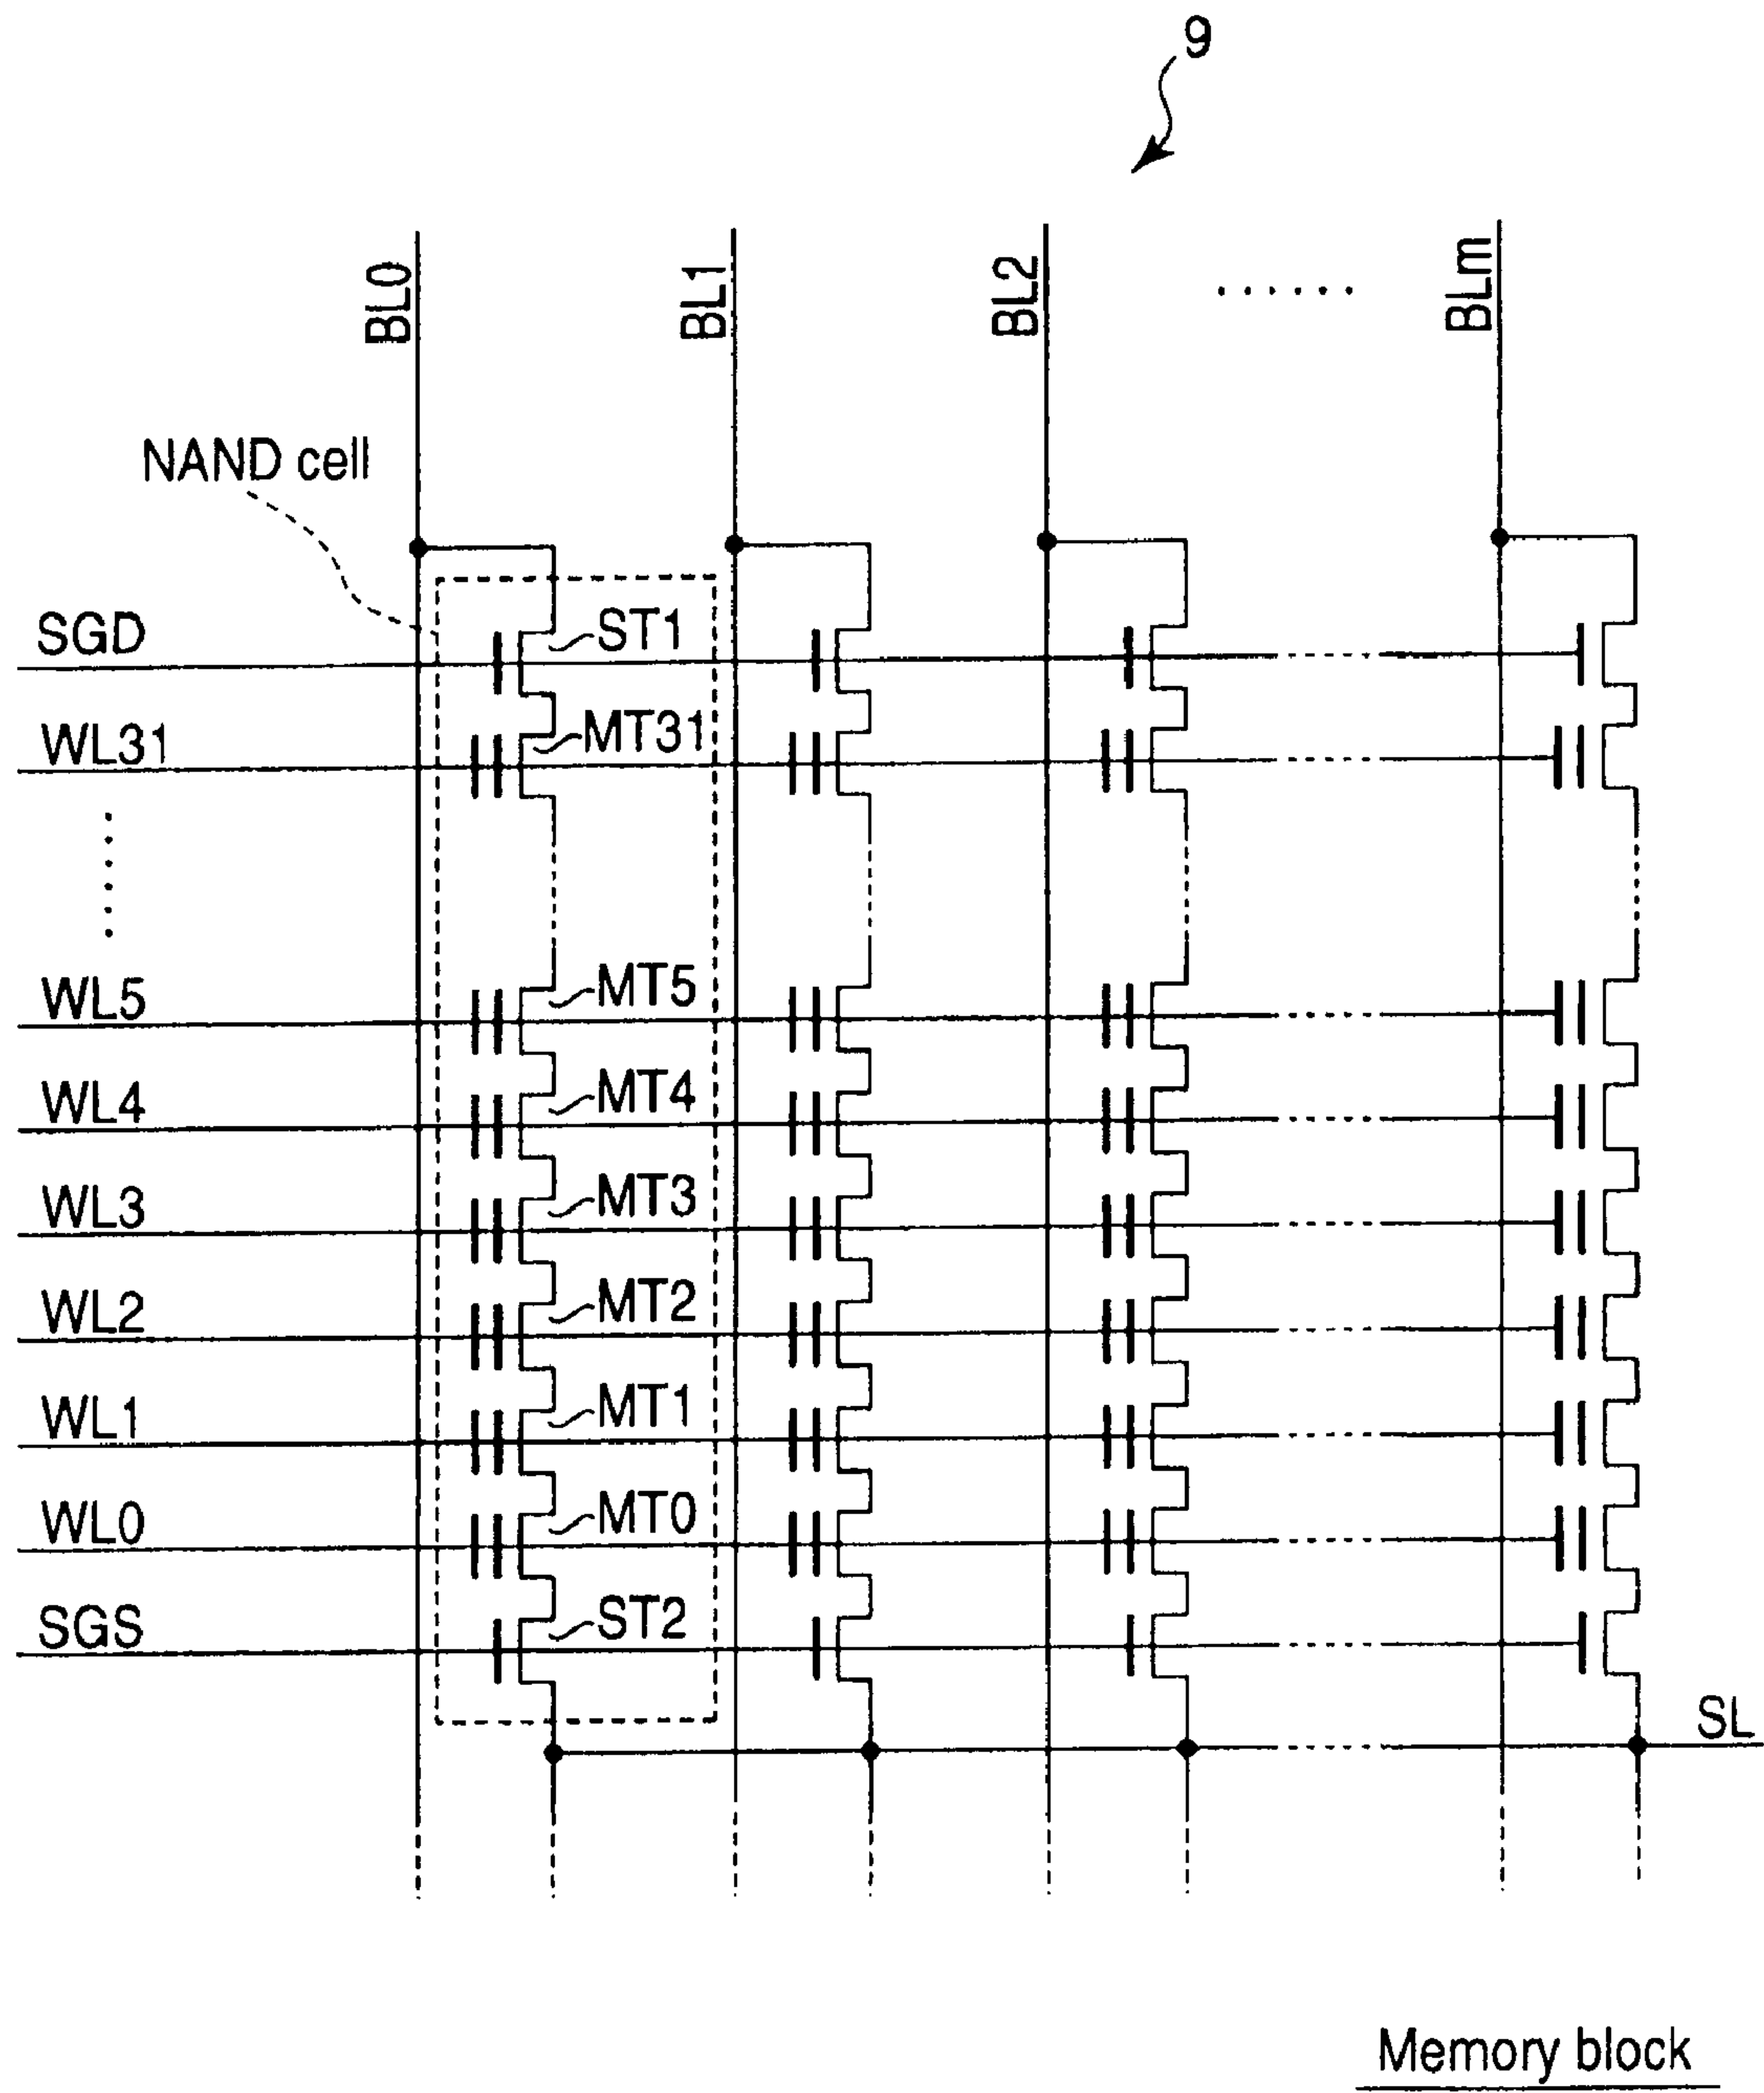 9
BL0
BL1
BL2
......
BLm
NAND cell
SGD
ST1
WL31
MT31
......
WL5
MT5
WL4
MT4
WL3
MT3
WL2
MT2
WL1
MT1
WL0
MT0
SGS
ST2
SL
Memory block